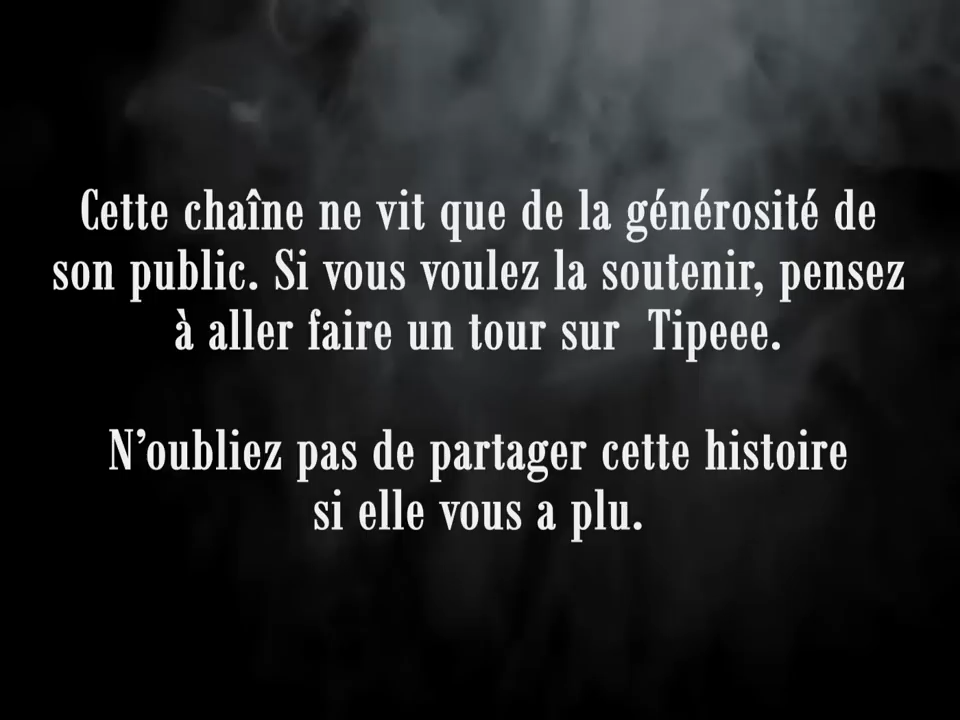 Cette chaîne ne vit que de la générosité de
son public. Si vous voulez la soutenir, pensez
à aller faire un tour sur  Tipeee.
N’oubliez pas de partager cette histoire
si elle vous a plu.